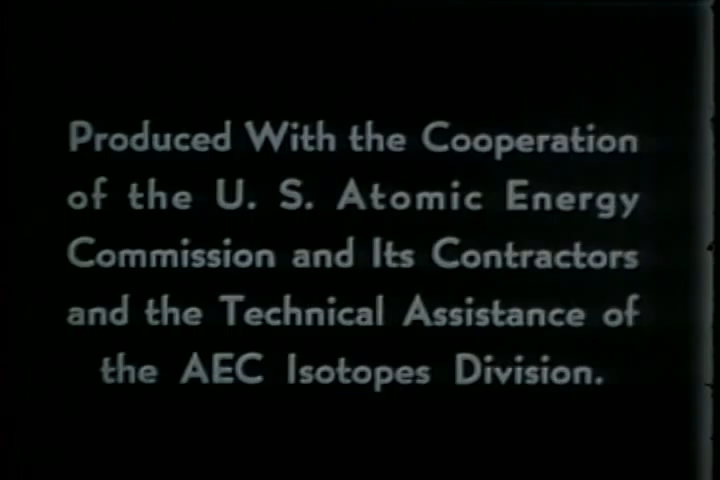 Produced With the Cooperation
of the U. S. Atomic Energy
Commission and Its Contractors
and the Technical Assistance of
the AEC Isotopes Division.